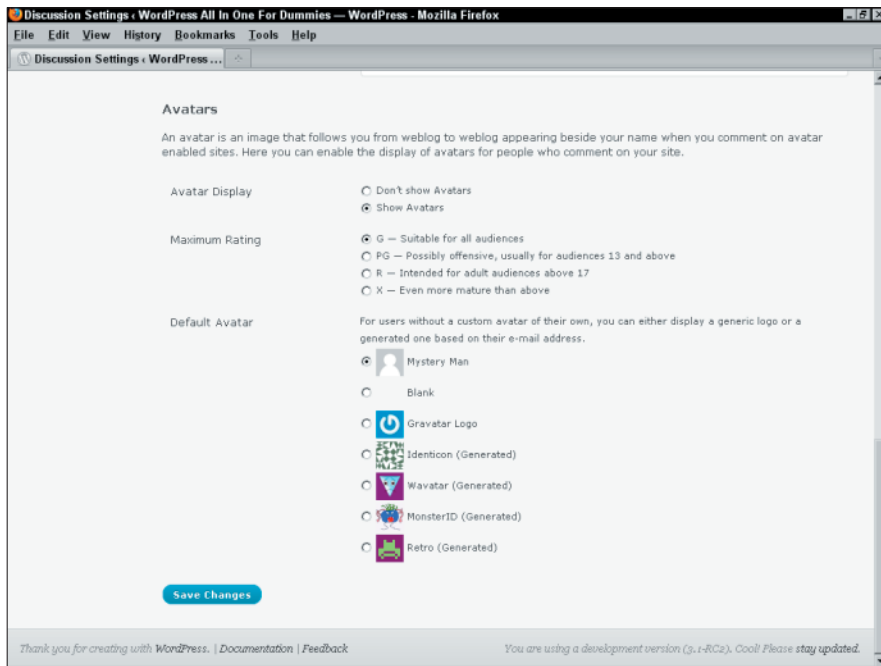 Discussion Settings ‹ WordPress All In One For Dummies — WordPress - Mozilla Firefox
File Edit View History Bookmarks Tools Help
Discussion Settings ‹ WordPress ...
Avatars
An avatar is an image that follows you from weblog to weblog appearing beside your name when you comment on avatar
enabled sites. Here you can enable the display of avatars for people who comment on your site.
Avatar Display
Don't show Avatars
Show Avatars
Maximum Rating
G — Suitable for all audiences
PG — Possibly offensive, usually for audiences 13 and above
R — Intended for adult audiences above 17
X — Even more mature than above
Default Avatar
For users without a custom avatar of their own, you can either display a generic logo or a
generated one based on their e-mail address.
Mystery Man
Blank
Gravatar Logo
Identicon (Generated)
Wavatar (Generated)
MonsterID (Generated)
Retro (Generated)
Save Changes
Thank you for creating with WordPress. | Documentation | Feedback
You are using a development version (3.1-RC2). Cool! Please stay updated.